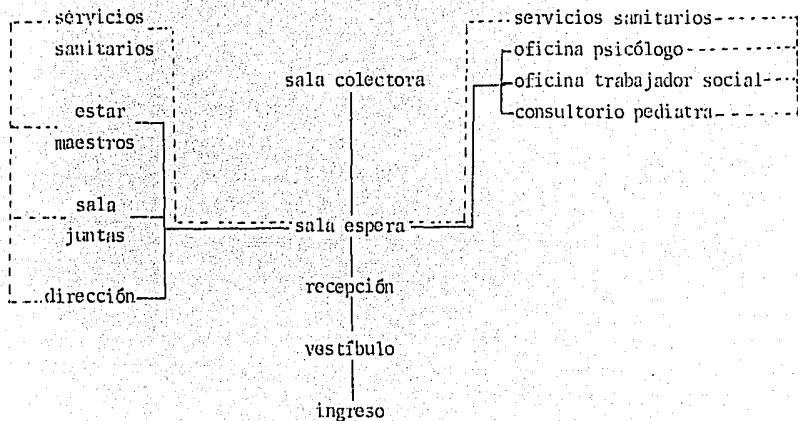 servicios
sanitarios
estar
maestros
sala
juntas
dirección
sala colectora
sala espera
recepción
vestíbulo
ingreso
servicios sanitarios
oficina psicólogo
oficina trabajador social
consultorio pediatra